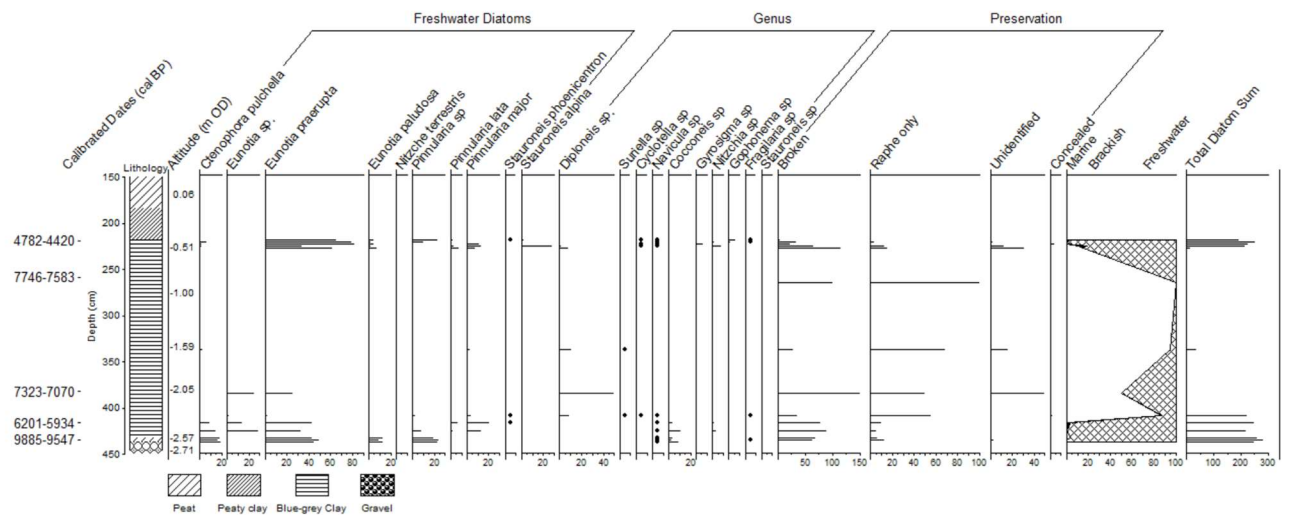 Freshwater Diatoms Genus Preservation
Calibrated Dates (cal BP)
Lithology
Altitude (m OD)
Ctenophora pulchella
Eunotia sp.
Eunotia praerupta
Eunotia paludosa
Nitzche terrestris
Pinnularia sp
Pinnularia lata
Pinnularia major
Stauroneis phoenicentron
Stauroneis alpina
Diploneis sp.
Suriella sp
Cyclotella sp
Navicula sp
Cocconeis sp
Gyrosigma sp
Nitzchia sp
Gophonema sp
Fragilaria sp
Stauroneis sp
Broken
Raphe only
Unidentified
Concealed
Marine
Brackish
Freshwater
Total Diatom Sum
Depth (cm)
150
200
250
300
350
400
450
4782-4420
7746-7583
7323-7070
6201-5934
9885-9547
0.08
-0.51
-1.00
-1.59
-2.05
-2.57
-2.71
20 20 20 40 60 80 20 20 20 20 20 40 20 50 100 150 20 40 60 80 100 20 40 20 40 60 80 100 100 200 300
Peat Peaty clay Blue-grey Clay Gravel